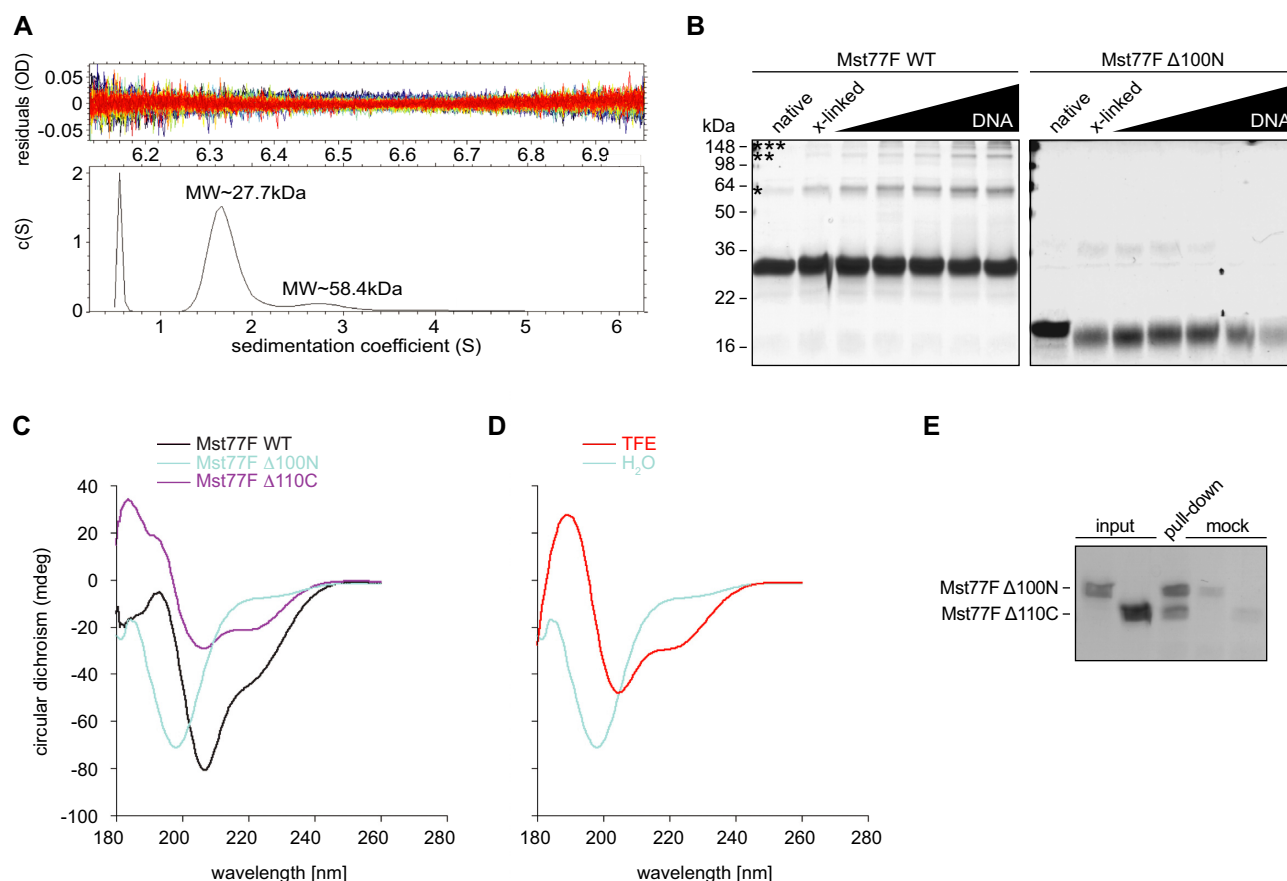 A
residuals (OD)
0.05
0
-0.05
6.2 6.3 6.4 6.5 6.6 6.7 6.8 6.9
c(S)
2
1
0
MW~27.7kDa
MW~58.4kDa
1 2 3 4 5 6
sedimentation coefficient (S)
B
Mst77F WT
Mst77F Δ100N
native
x-linked
DNA
native
x-linked
DNA
kDa
148
98
64
50
36
22
16
***
**
*
C
Mst77F WT
Mst77F Δ100N
Mst77F Δ110C
circular dichroism (mdeg)
40
20
0
-20
-40
-60
-80
-100
180 200 220 240 260 280
wavelength [nm]
D
TFE
H₂O
180 200 220 240 260 280
wavelength [nm]
E
input
pull-down
mock
Mst77F Δ100N
Mst77F Δ110C